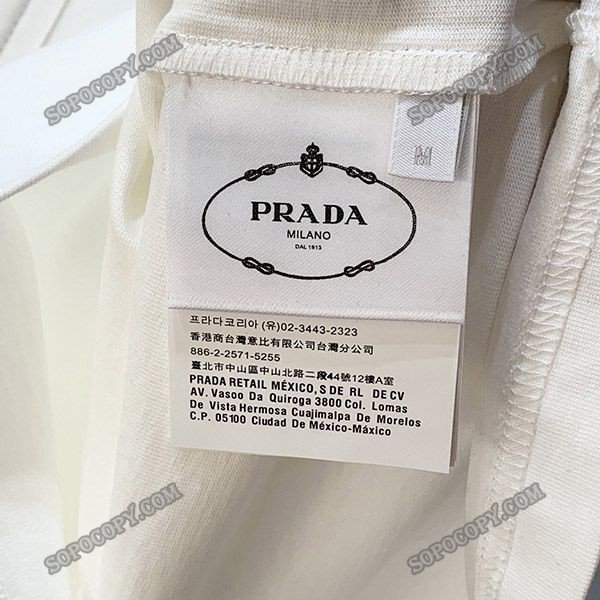 SOPOCOPY.COM
SOPOCOPY.COM
M
PRADA
MILANO
DAL 1913
프라다코리아 (유)02-3443-2323
香港商台灣意比有限公司台灣分公司
886-2-2571-5255
臺北市中山區中山北路二段44號12樓A室
PRADA RETAIL MÉXICO, S DE RL DE CV
AV. Vasco Da Quiroga 3800 Col. Lomas
De Vista Hermosa Cuajimalpa De Morelos
C.P. 05100 Ciudad De México-México
SOPOCOPY.COM
SOPOCOPY.COM